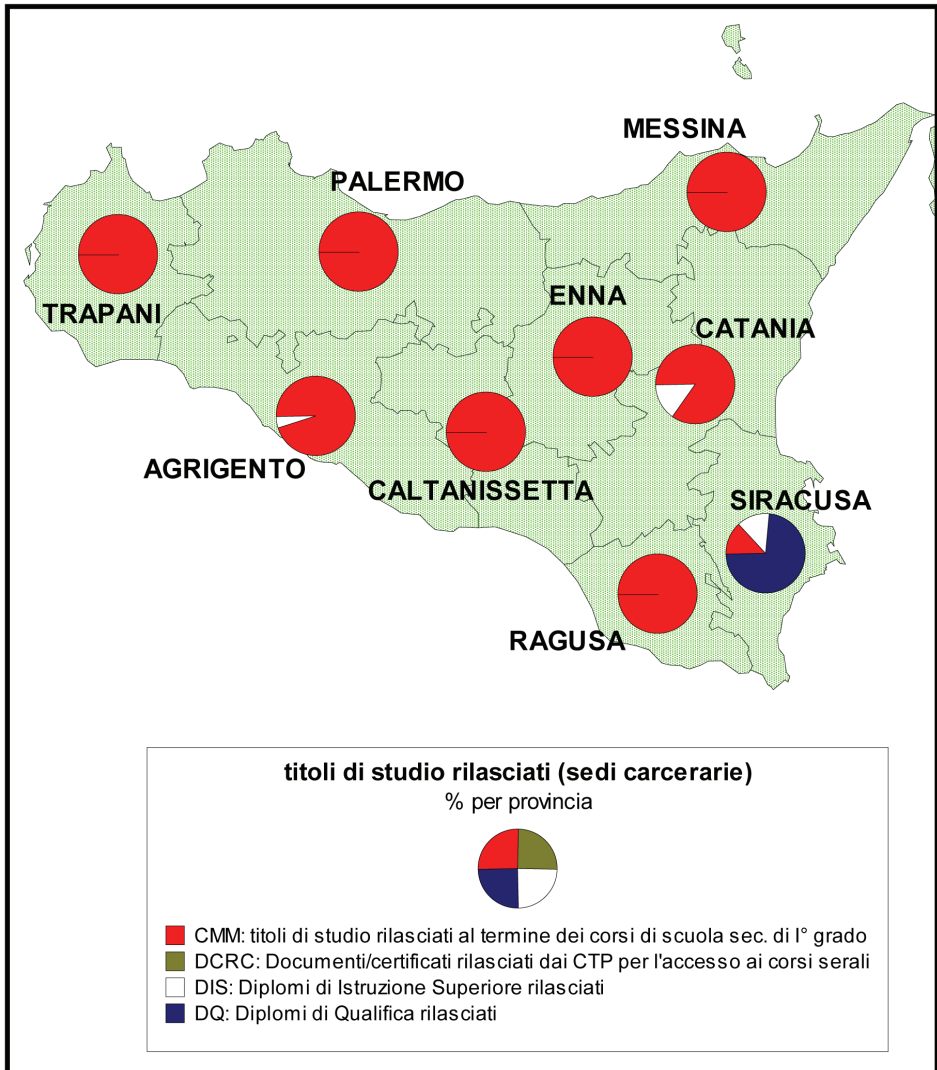 MESSINA
PALERMO
TRAPANI
ENNA
CATANIA
AGRIGENTO
CALTANISSETTA
SIRACUSA
RAGUSA
titoli di studio rilasciati (sedi carcerarie)
% per provincia
CMM: titoli di studio rilasciati al termine dei corsi di scuola sec. di I° grado
DCRC: Documenti/certificati rilasciati dai CTP per l'accesso ai corsi serali
DIS: Diplomi di Istruzione Superiore rilasciati
DQ: Diplomi di Qualifica rilasciati